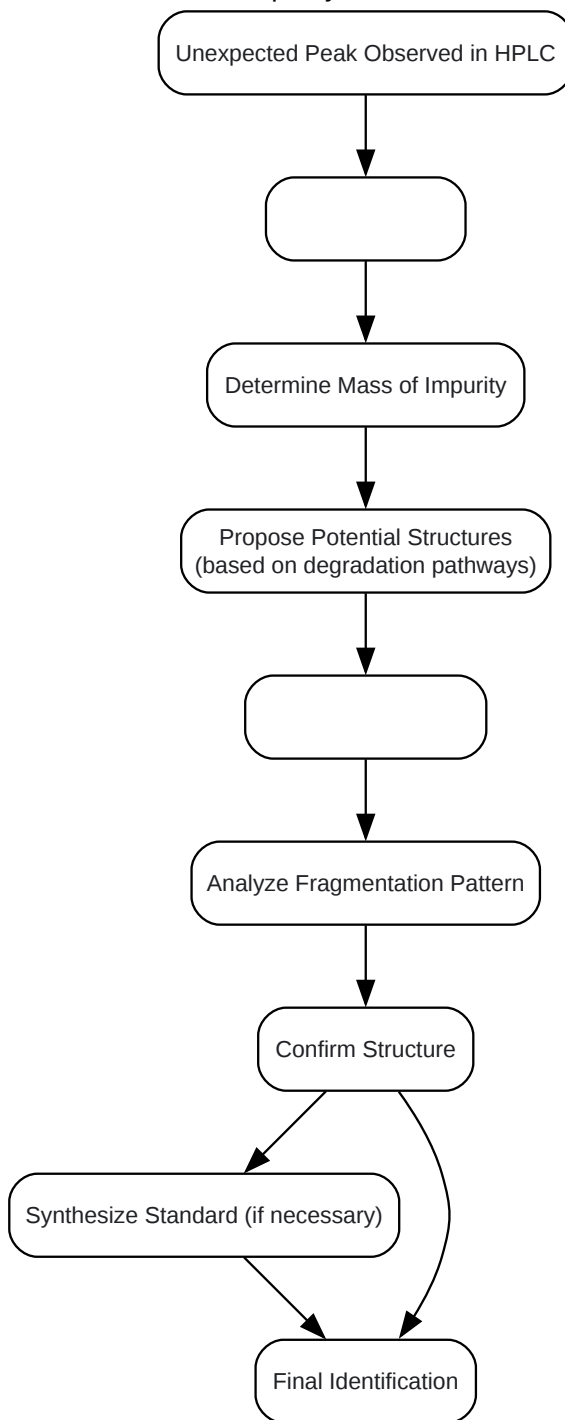 Unexpected Peak Observed in HPLC
Determine Mass of Impurity
Propose Potential Structures
(based on degradation pathways)
Analyze Fragmentation Pattern
Confirm Structure
Synthesize Standard (if necessary)
Final Identification